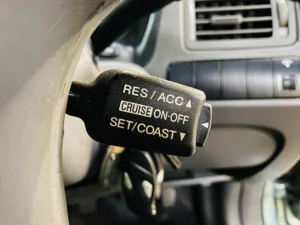 RES / ACC ▲
CRUISE ON-OFF
SET/COAST ▼